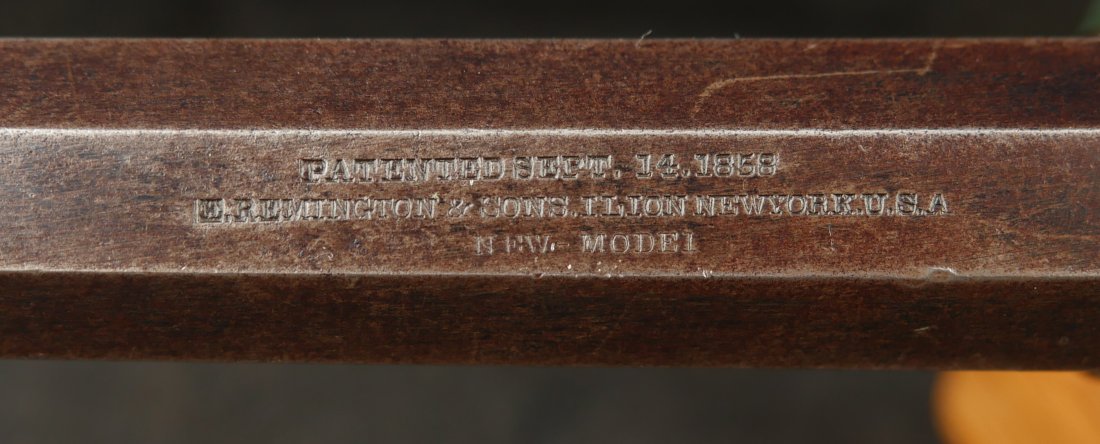 PATENTED SEPT. 14, 1858
E. REMINGTON & SONS, ILION NEW YORK. U.S.A
NEW - MODEL